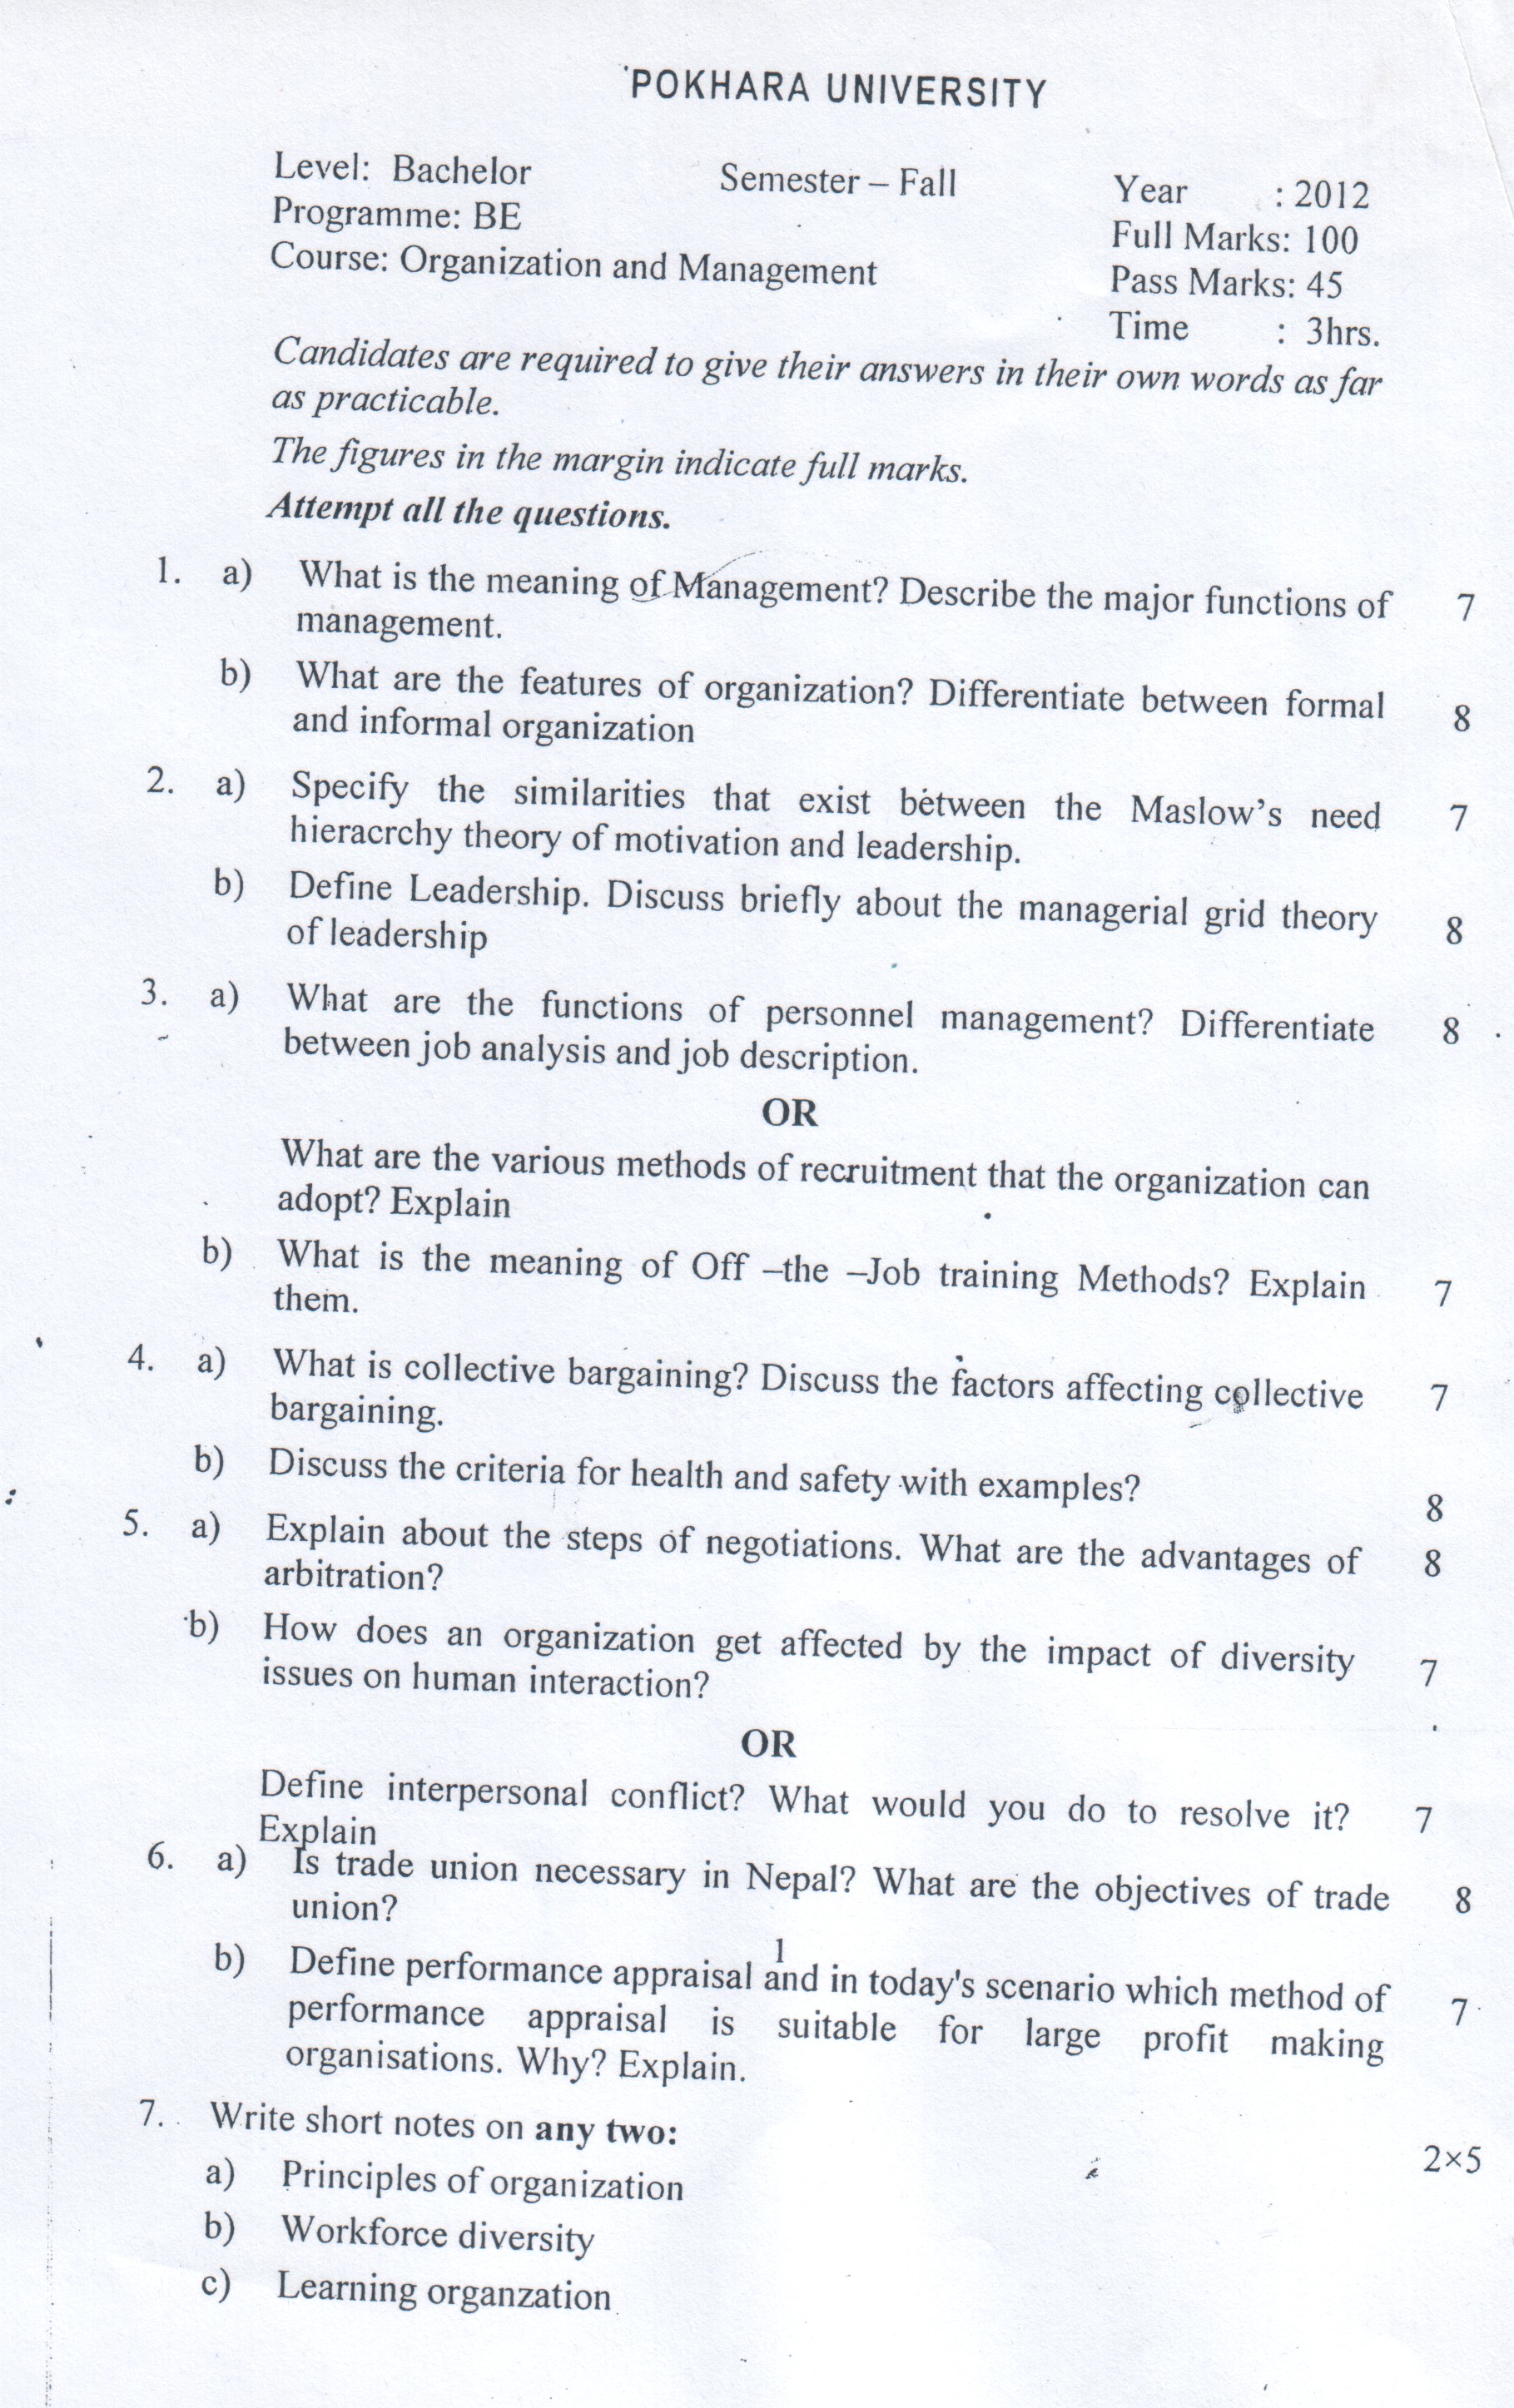 POKHARA UNIVERSITY
Level: Bachelor Semester – Fall Year : 2012
Programme: BE Full Marks: 100
Course: Organization and Management Pass Marks: 45
Time : 3hrs.
Candidates are required to give their answers in their own words as far
as practicable.
The figures in the margin indicate full marks.
Attempt all the questions.
1. a) What is the meaning of Management? Describe the major functions of 7
management.
b) What are the features of organization? Differentiate between formal 8
and informal organization
2. a) Specify the similarities that exist between the Maslow's need 7
hieracrchy theory of motivation and leadership.
b) Define Leadership. Discuss briefly about the managerial grid theory 8
of leadership
3. a) What are the functions of personnel management? Differentiate 8
between job analysis and job description.
OR
What are the various methods of recruitment that the organization can
adopt? Explain
b) What is the meaning of Off –the –Job training Methods? Explain 7
them.
4. a) What is collective bargaining? Discuss the factors affecting collective 7
bargaining.
b) Discuss the criteria for health and safety with examples? 8
5. a) Explain about the steps of negotiations. What are the advantages of 8
arbitration?
b) How does an organization get affected by the impact of diversity 7
issues on human interaction?
OR
Define interpersonal conflict? What would you do to resolve it? 7
Explain
6. a) Is trade union necessary in Nepal? What are the objectives of trade 8
union?
1
b) Define performance appraisal and in today's scenario which method of 7
performance appraisal is suitable for large profit making
organisations. Why? Explain.
7. Write short notes on any two: 2×5
a) Principles of organization
b) Workforce diversity
c) Learning organzation